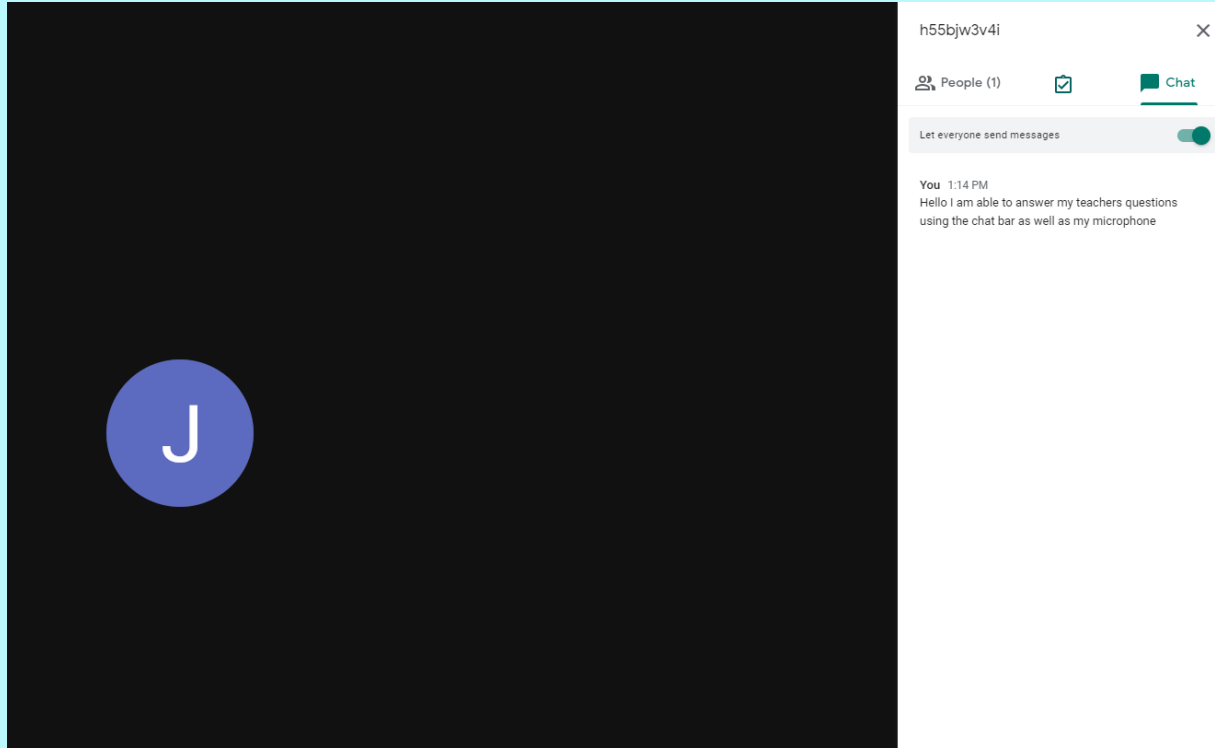 h55bjw3v4i
People (1)
Chat
Let everyone send messages
You 1:14 PM
Hello I am able to answer my teachers questions
using the chat bar as well as my microphone
J